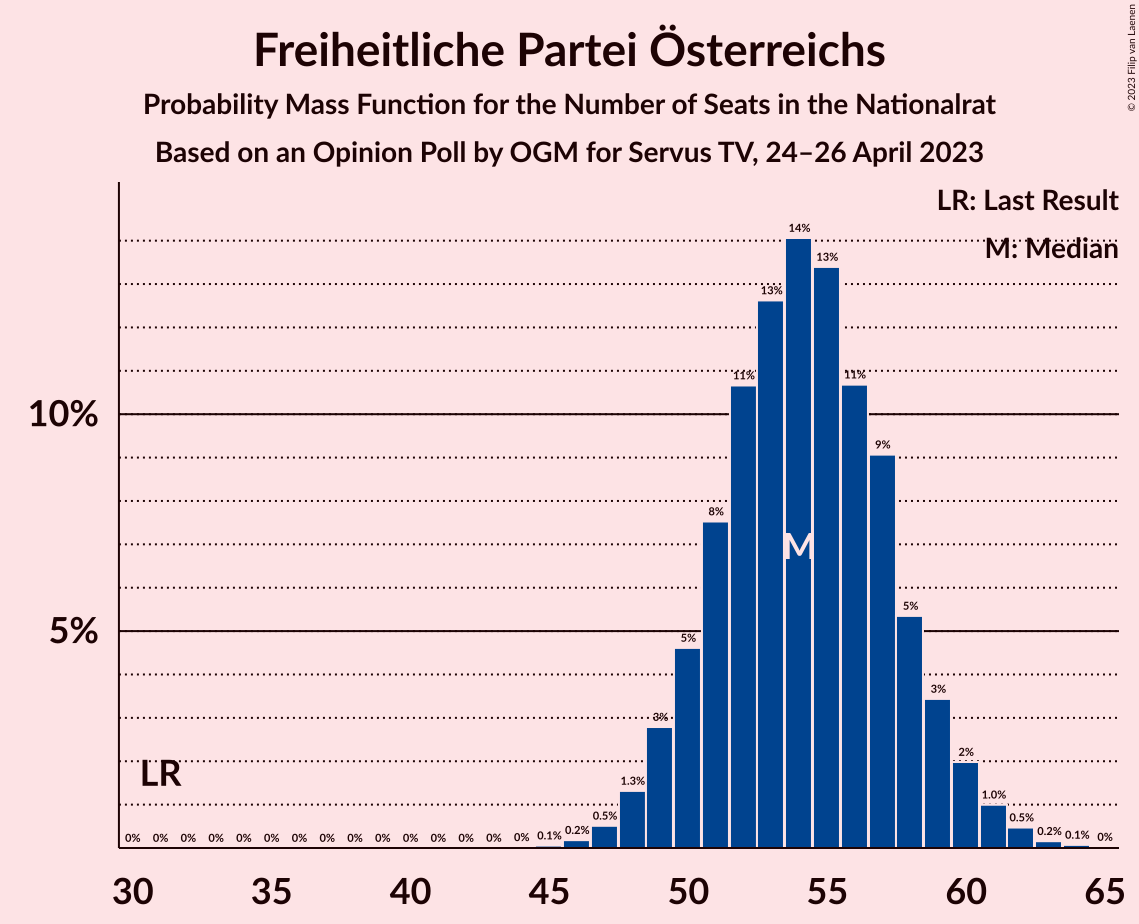 Freiheitliche Partei Österreichs
Probability Mass Function for the Number of Seats in the Nationalrat
Based on an Opinion Poll by OGM for Servus TV, 24–26 April 2023
© 2023 Filip van Laenen
LR: Last Result
M: Median
10%
5%
LR
M
0% 0% 0% 0% 0% 0% 0% 0% 0% 0% 0% 0% 0% 0% 0% 0.1% 0.2% 0.5% 1.3% 3% 5% 8% 11% 13% 14% 13% 11% 9% 5% 3% 2% 1.0% 0.5% 0.2% 0.1% 0%
30 35 40 45 50 55 60 65